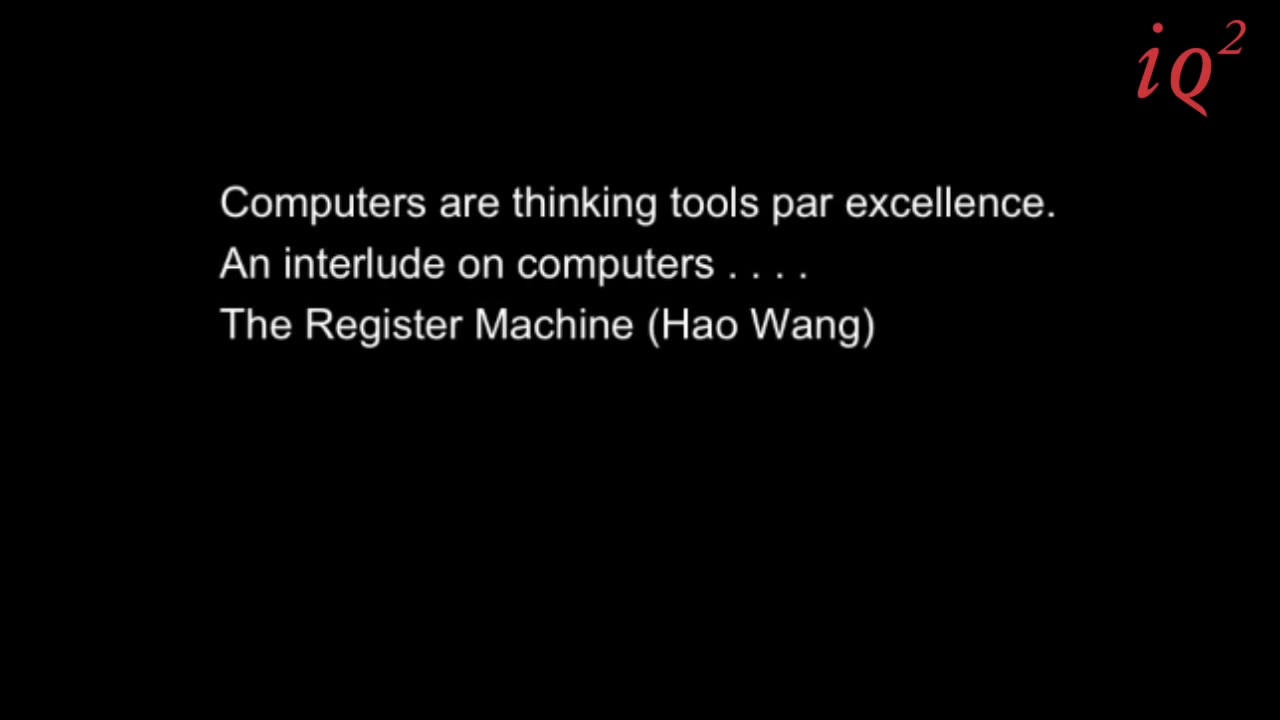 iQ²
Computers are thinking tools par excellence.
An interlude on computers . . . .
The Register Machine (Hao Wang)